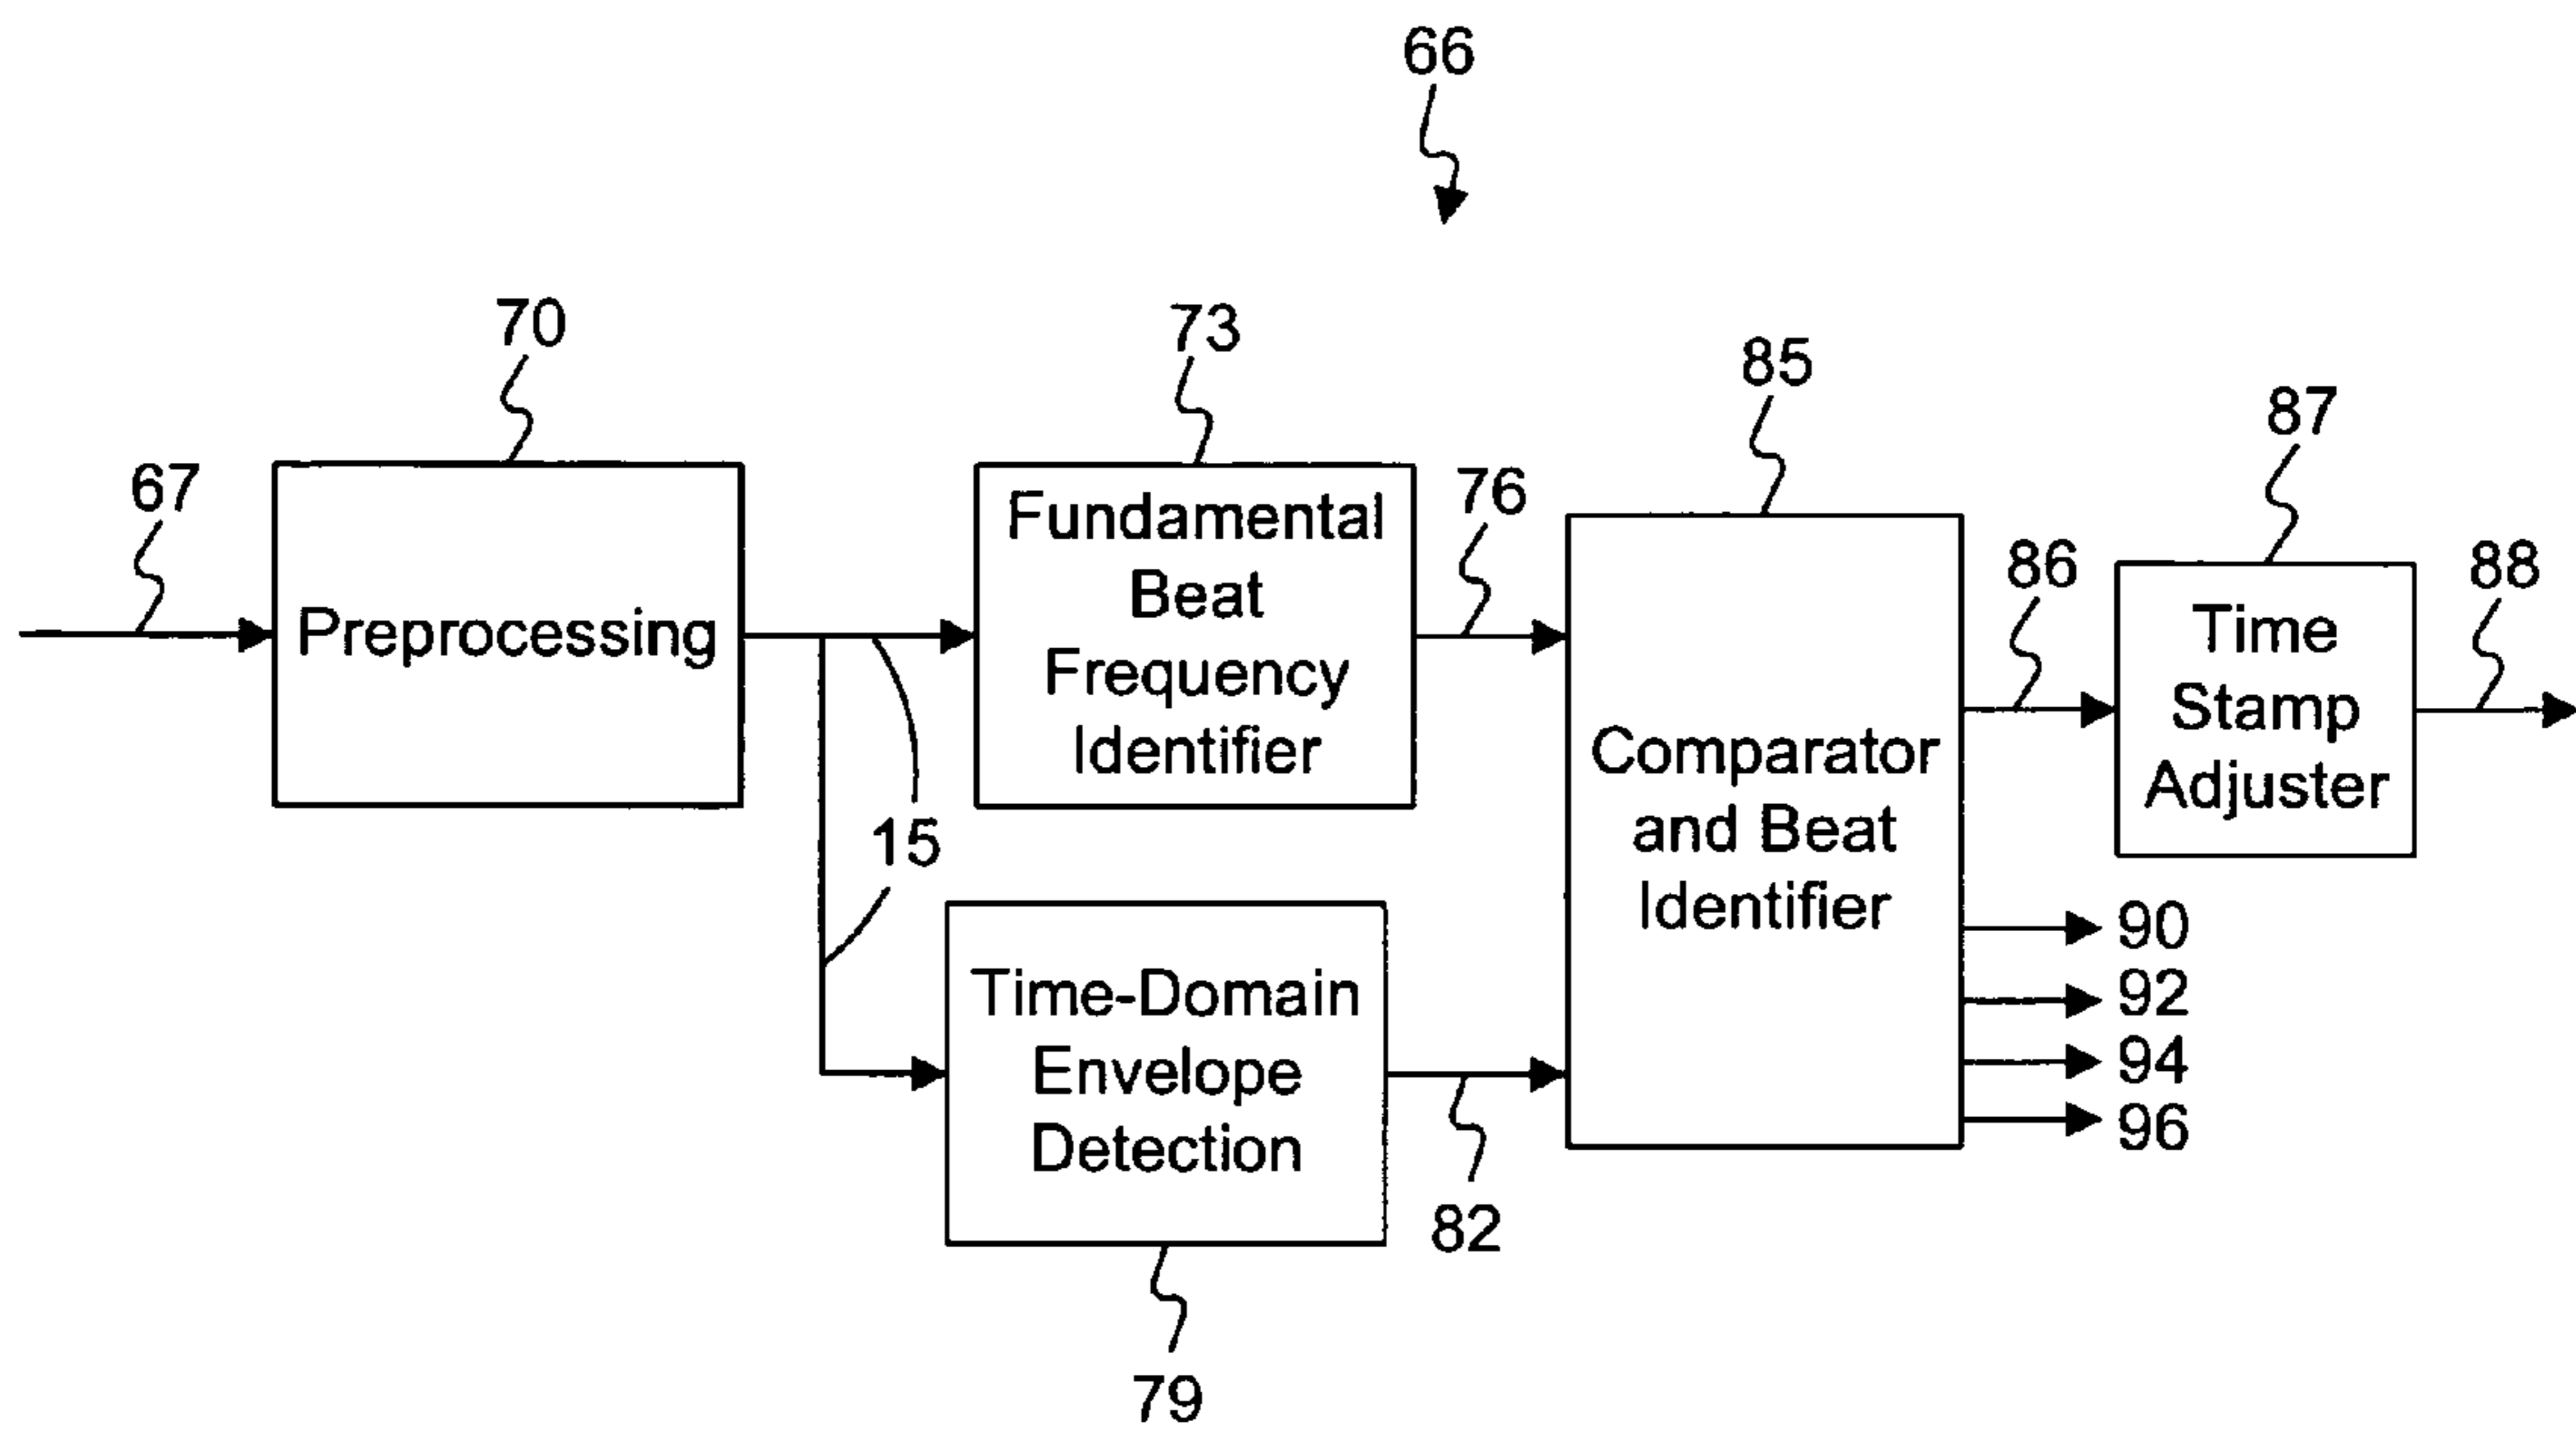 66
70
73
85
87
67
76
86
88
Preprocessing
Fundamental
Beat
Frequency
Identifier
Comparator
and Beat
Identifier
Time
Stamp
Adjuster
15
Time-Domain
Envelope
Detection
90
92
94
96
82
79